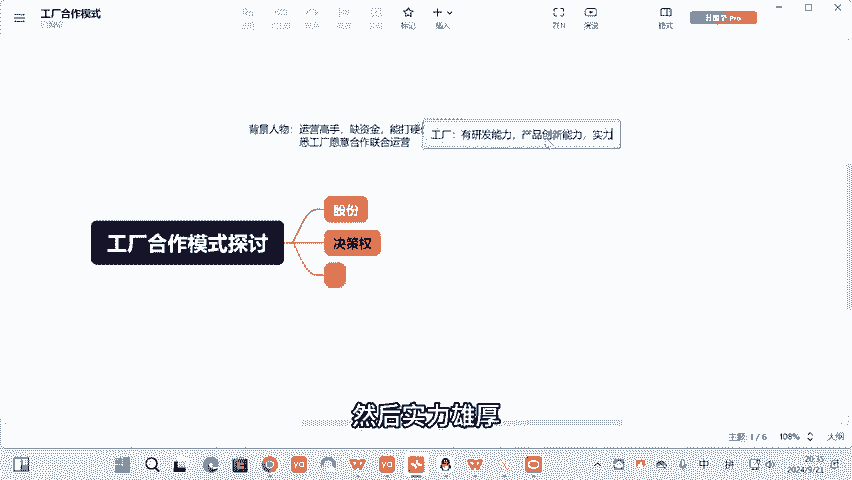 工厂合作模式
标记
插入
演说
格式
背景人物：运营高手，缺资金，能打硬
悉工厂愿意合作联合运营
工厂：有研发能力，产品创新能力，实力
股份
工厂合作模式探讨
决策权
然后实力雄厚
主题：1 / 6
108%
大纲
中
拼
20:35
2024/9/21